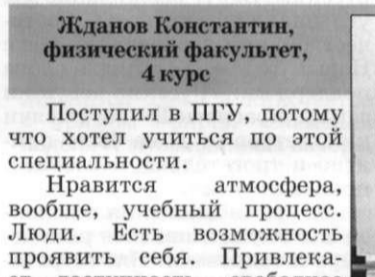 Жданов Константин,
физический факультет,
4 курс
Поступил в ПГУ, потому
что хотел учиться по этой
специальности.
Нравится атмосфера,
вообще, учебный процесс.
Люди. Есть возможность
проявить себя. Привлека-